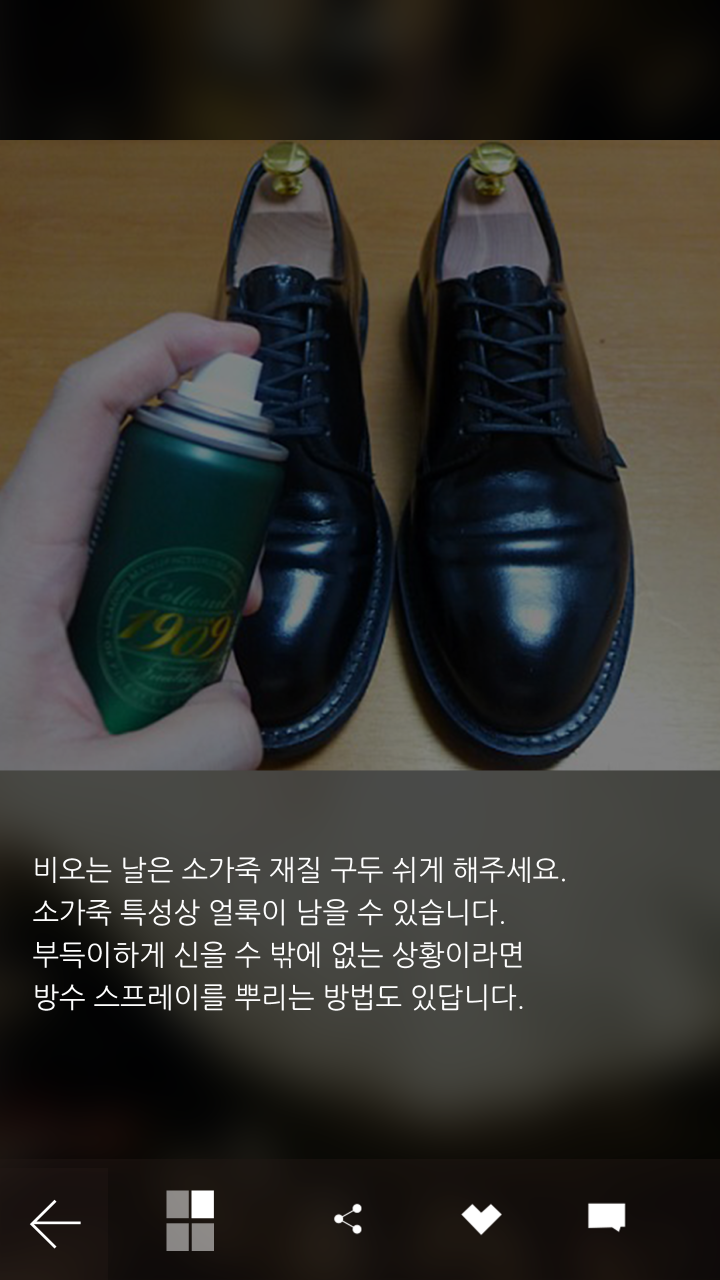 Collonil
1909
비오는 날은 소가죽 재질 구두 쉬게 해주세요.
소가죽 특성상 얼룩이 남을 수 있습니다.
부득이하게 신을 수 밖에 없는 상황이라면
방수 스프레이를 뿌리는 방법도 있답니다.